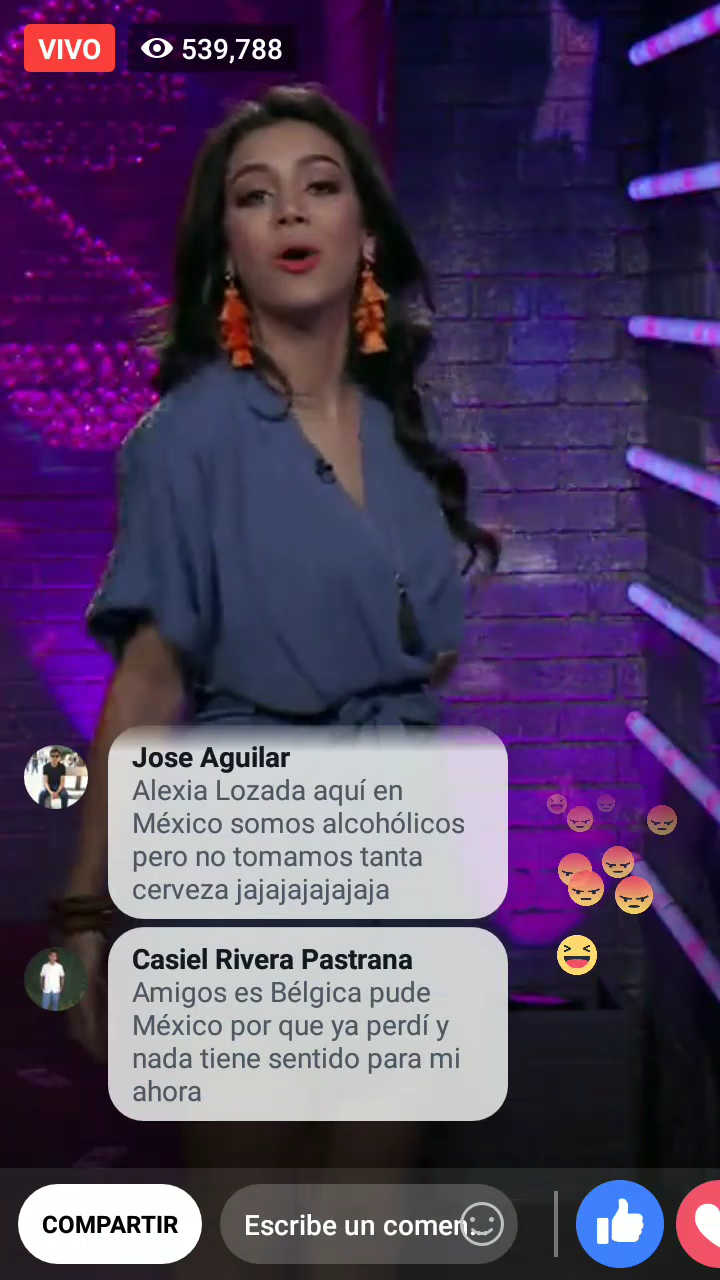 VIVO 539,788
Jose Aguilar
Alexia Lozada aquí en
México somos alcohólicos
pero no tomamos tanta
cerveza jajajajajajaja
Casiel Rivera Pastrana
Amigos es Bélgica pude
México por que ya perdí y
nada tiene sentido para mi
ahora
COMPARTIR Escribe un comen.